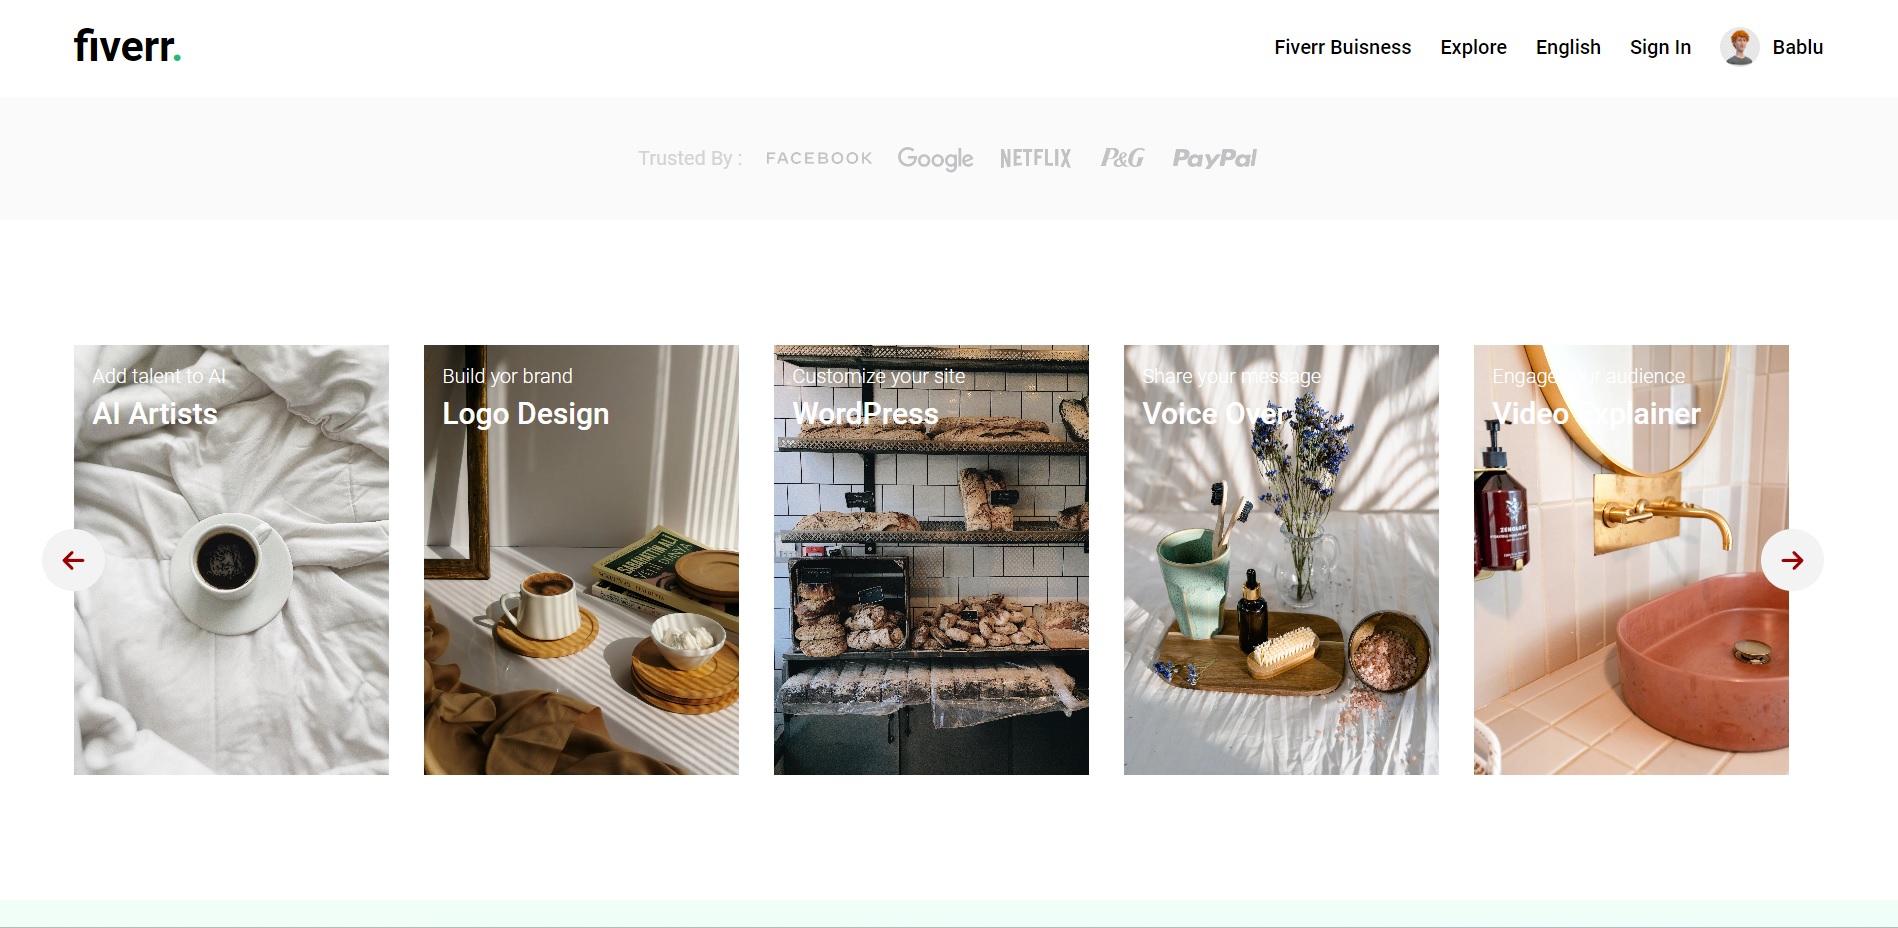 fiverr.
Fiverr Buisness Explore English Sign In Bablu
Trusted By : FACEBOOK Google NETFLIX P&G PayPal
Add talent to AI
AI Artists
Build yor brand
Logo Design
SABAHATTİN ALİ
Customize your site
WordPress
Share your message
Voice Over
Engage your audience
Video Explainer